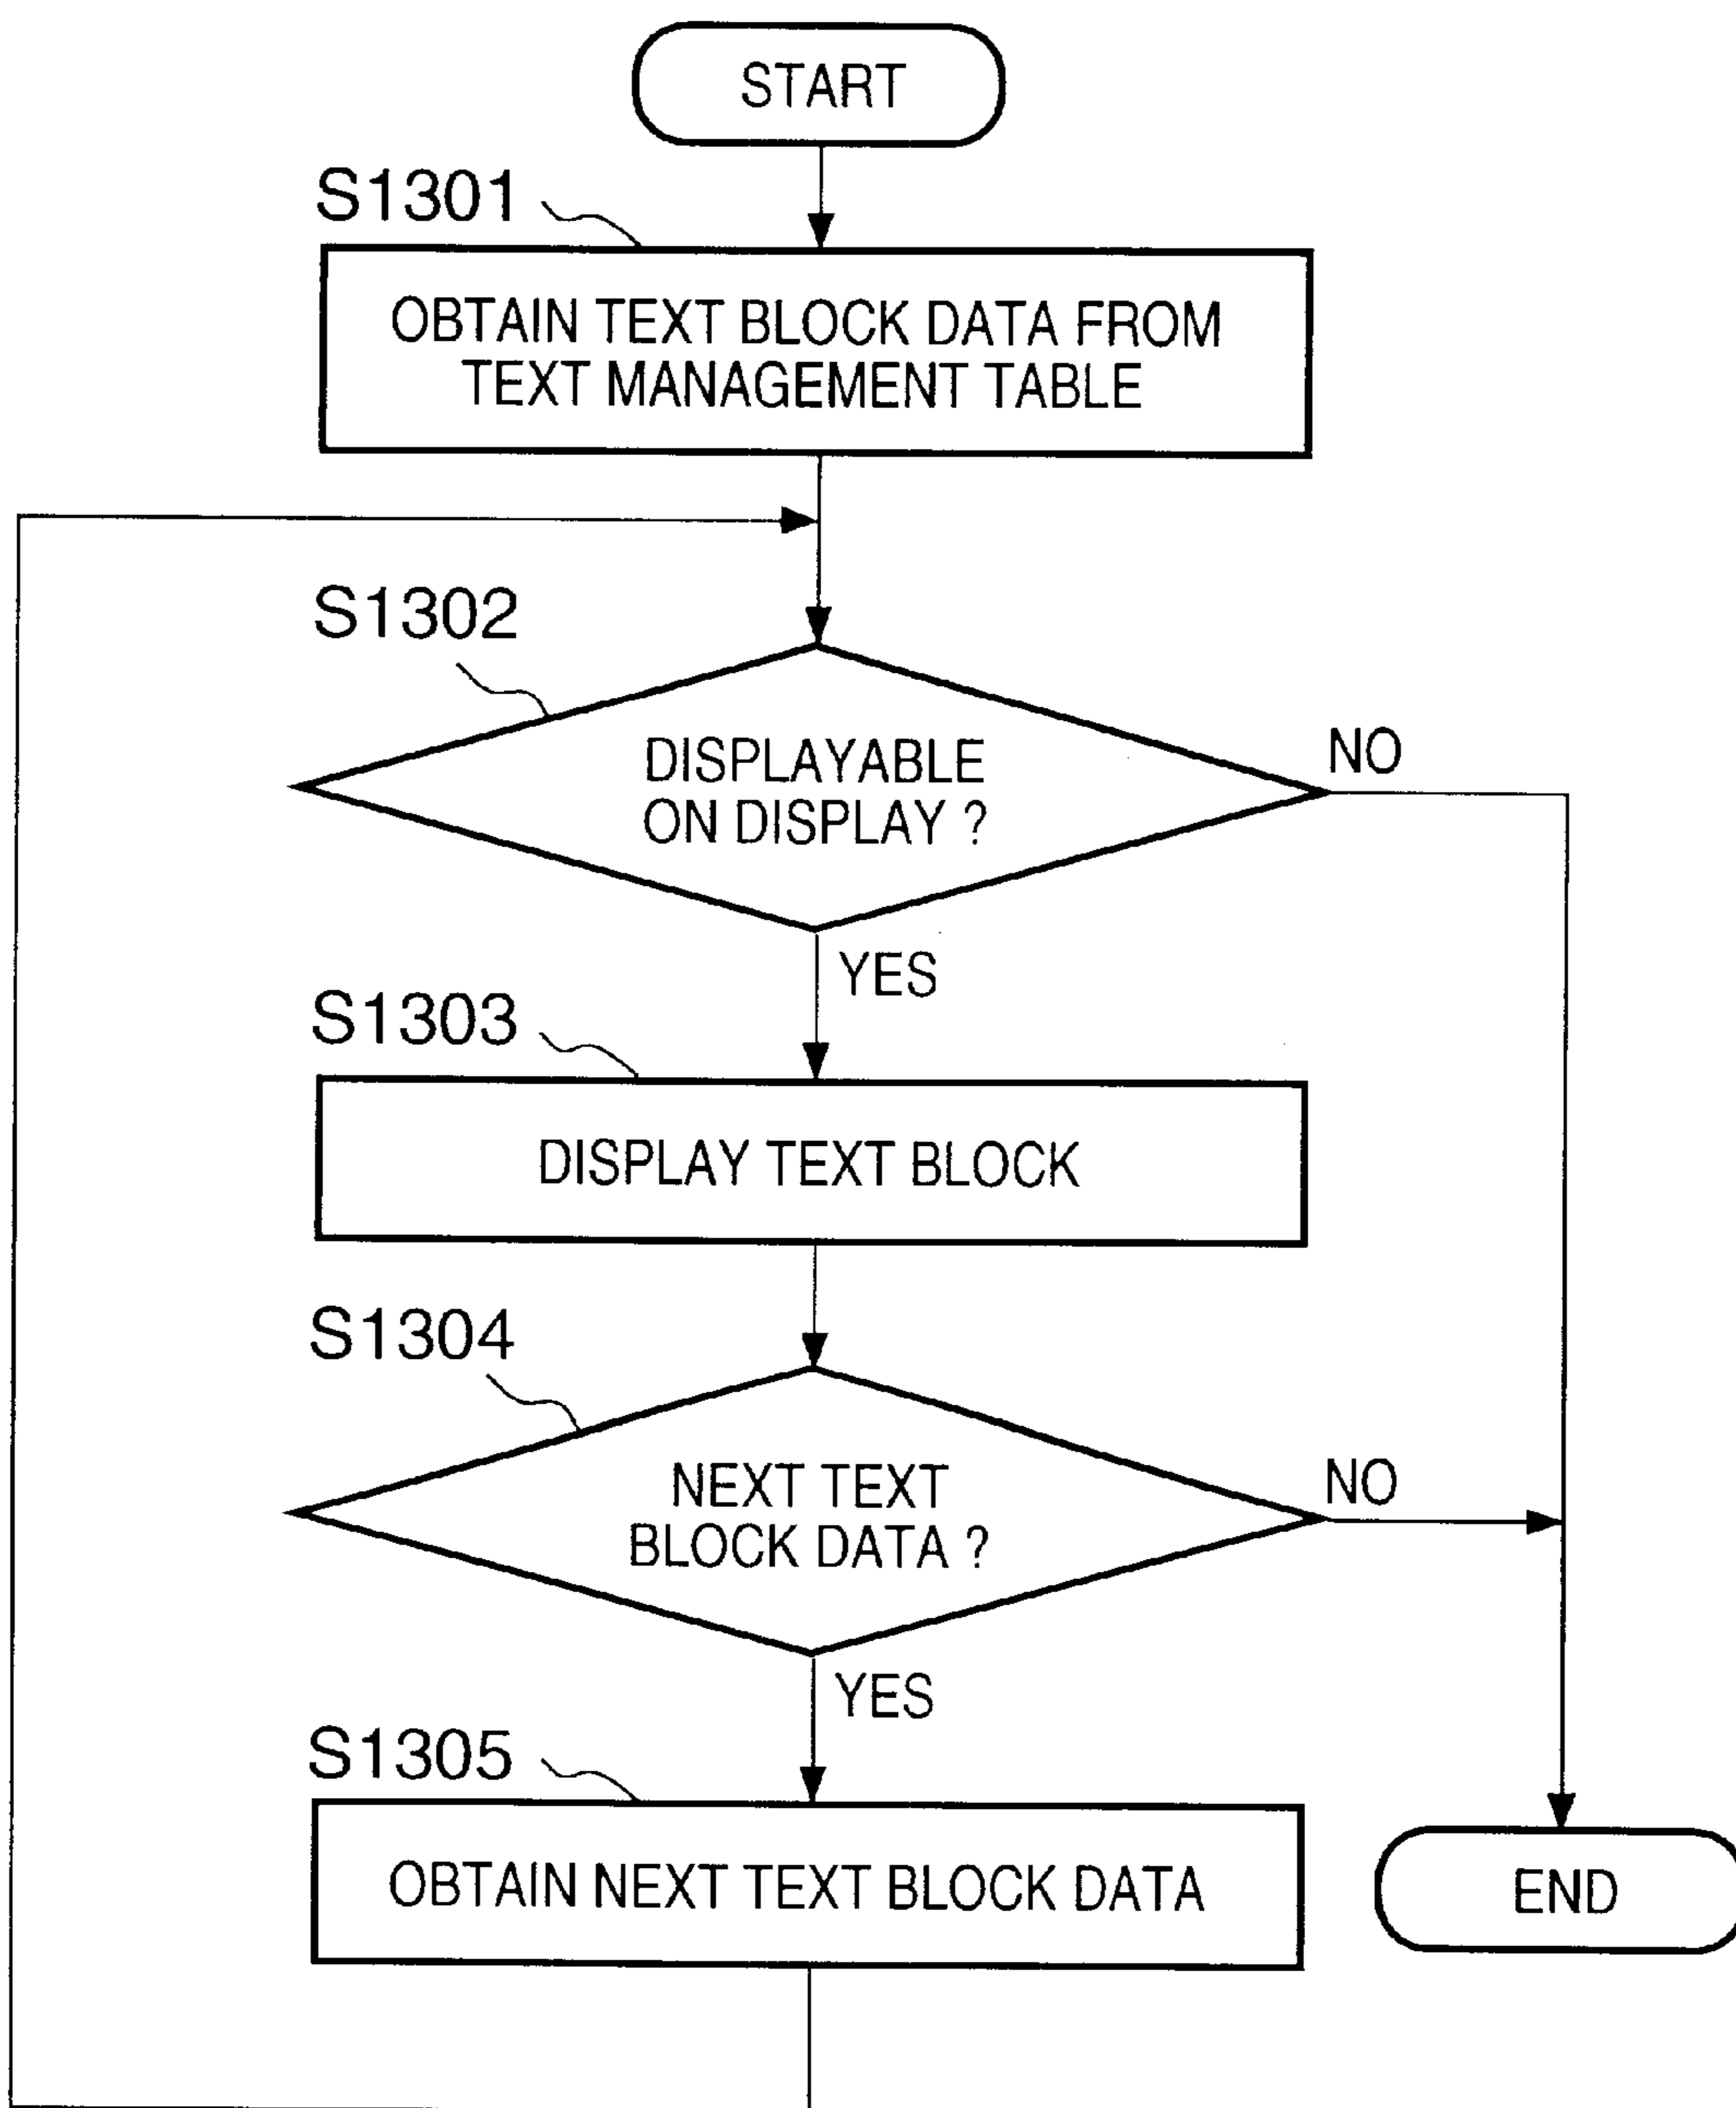 START
S1301
OBTAIN TEXT BLOCK DATA FROM
TEXT MANAGEMENT TABLE
S1302
DISPLAYABLE
ON DISPLAY ?
NO
YES
S1303
DISPLAY TEXT BLOCK
S1304
NEXT TEXT
BLOCK DATA ?
NO
YES
S1305
OBTAIN NEXT TEXT BLOCK DATA
END